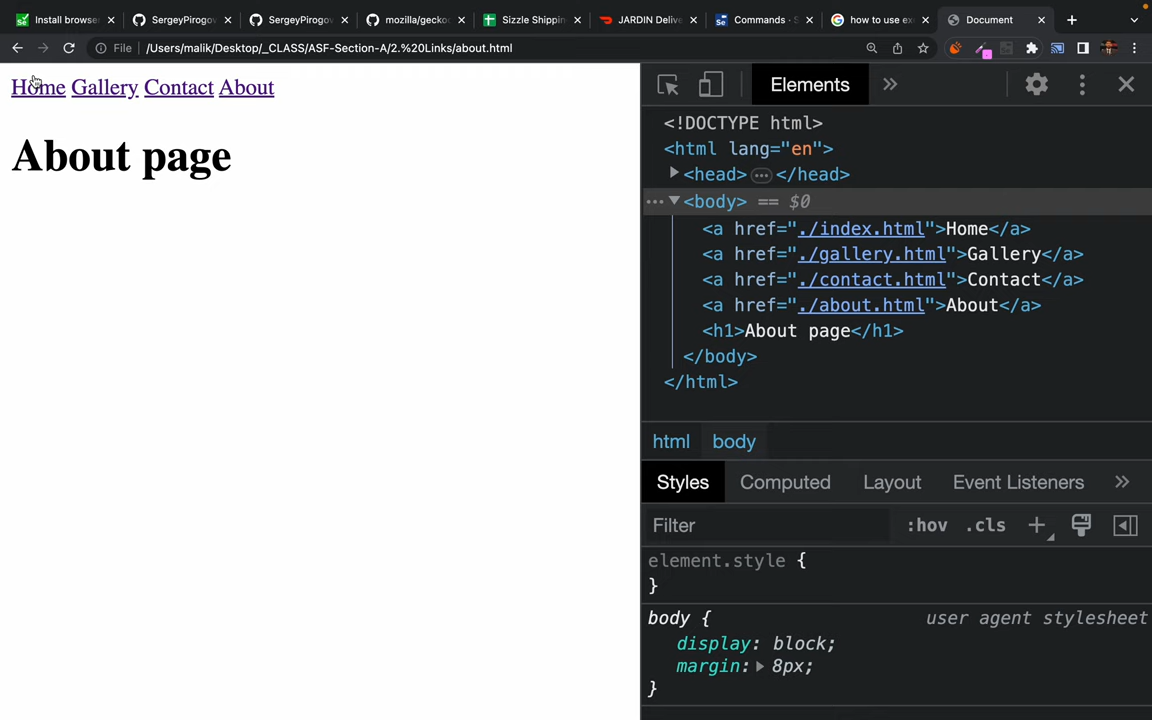 Install browse
SergeyPirogov
SergeyPirogov
mozilla/gecko
Sizzle Shippin
JARDIN Delive
Commands - S
how to use ex
Document
File /Users/malik/Desktop/_CLASS/ASF-Section-A/2.%20Links/about.html
Home Gallery Contact About
About page
Elements
<!DOCTYPE html>
<html lang="en">
<head> ... </head>
... <body> == $0
<a href="./index.html">Home</a>
<a href="./gallery.html">Gallery</a>
<a href="./contact.html">Contact</a>
<a href="./about.html">About</a>
<h1>About page</h1>
</body>
</html>
html body
Styles Computed Layout Event Listeners
Filter :hov .cls
element.style {
}
body { user agent stylesheet
display: block;
margin: 8px;
}